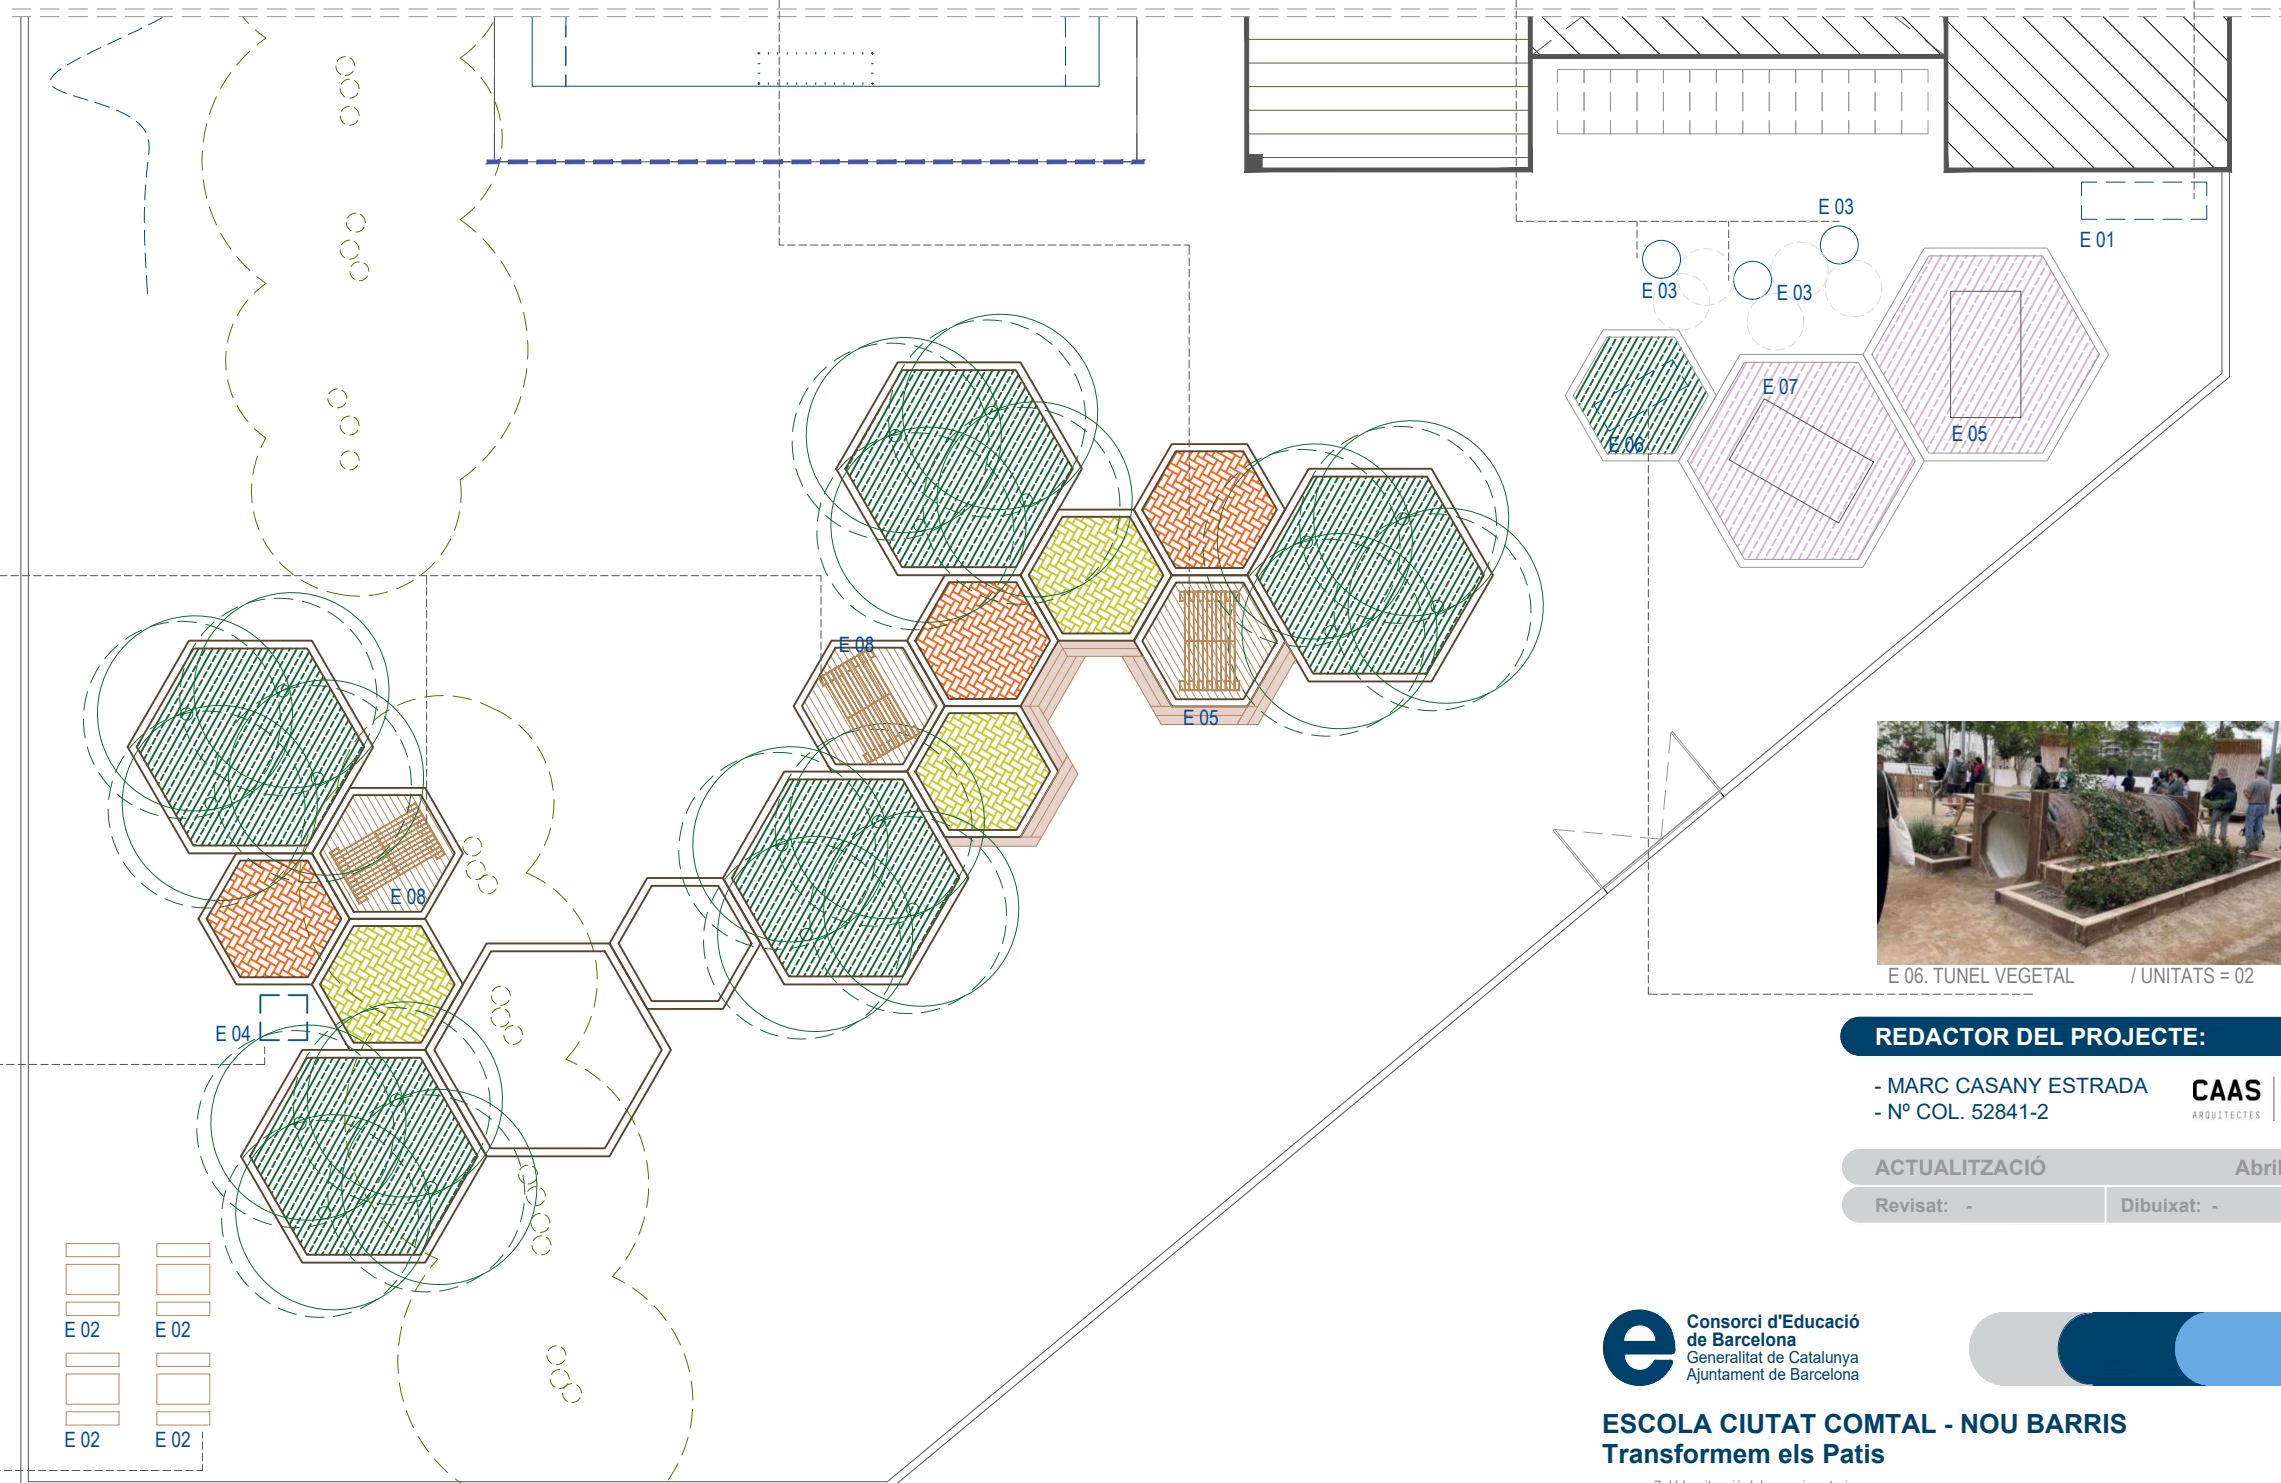 E 03
E 01
E 03
E 03
E 07
E 06
E 05
E 08
E 05
E 08
E 04
E 06. TUNEL VEGETAL / UNITATS = 02
REDACTOR DEL PROJECTE:
- MARC CASANY ESTRADA
- Nº COL. 52841-2
CAAS
ARQUITECTES
ACTUALITZACIÓ Abril
Revisat: - Dibuixat: -
E 02 E 02
E 02 E 02
Consorci d'Educació
de Barcelona
Generalitat de Catalunya
Ajuntament de Barcelona
ESCOLA CIUTAT COMTAL - NOU BARRIS
Transformem els Patis